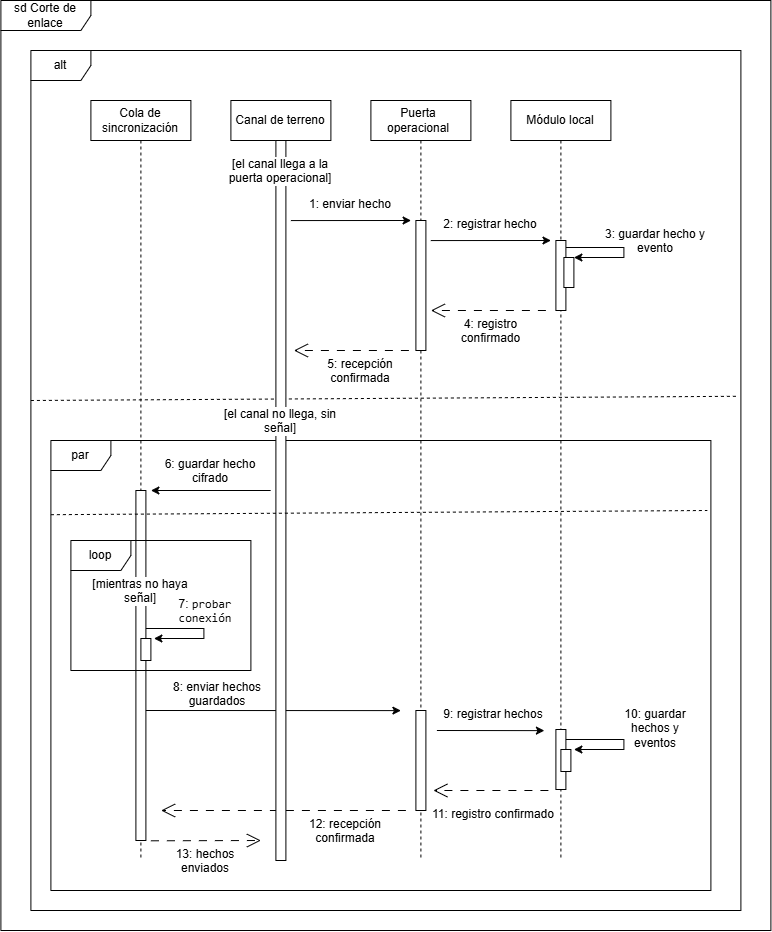 sd Corte de
enlace
alt
Cola de
sincronización
Canal de terreno
Puerta
operacional
Módulo local
[el canal llega a la
puerta operacional]
1: enviar hecho
2: registrar hecho
3: guardar hecho y
evento
4: registro
confirmado
5: recepción
confirmada
[el canal no llega, sin
señal]
par
6: guardar hecho
cifrado
loop
[mientras no haya
señal]
7: probar
conexión
8: enviar hechos
guardados
9: registrar hechos
10: guardar
hechos y
eventos
11: registro confirmado
12: recepción
confirmada
13: hechos
enviados